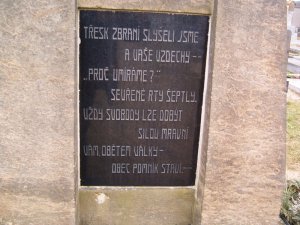 TŘESK ZBRANÍ SLYŠELI JSME
A VAŠE VZDECHY --
„PROČ UMÍRÁME?"
SEVŘENÉ RTY ŠEPTLY.
VŽDY SVOBODY LZE DOBÝT
SILOU MRAVNÍ
VÁM, OBĚTEM VÁLKY -
OBEC POMNÍK STAVÍ.--